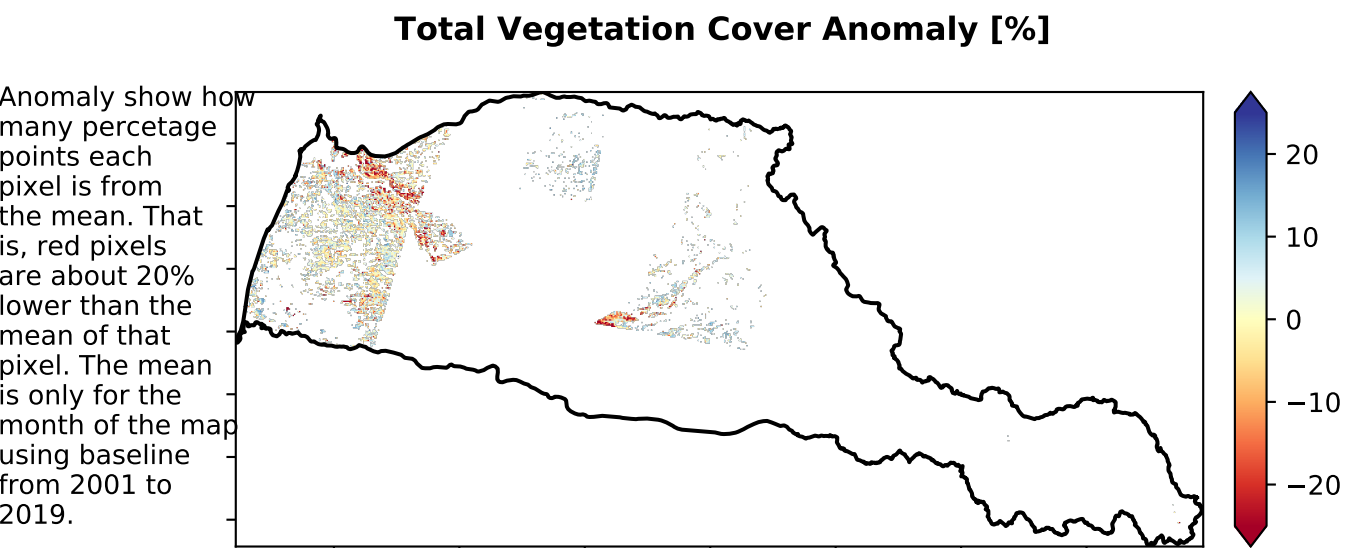 Total Vegetation Cover Anomaly [%]
Anomaly show how
many percetage
points each
pixel is from
the mean. That
is, red pixels
are about 20%
lower than the
mean of that
pixel. The mean
is only for the
month of the map
using baseline
from 2001 to
2019.
20
10
0
−10
−20